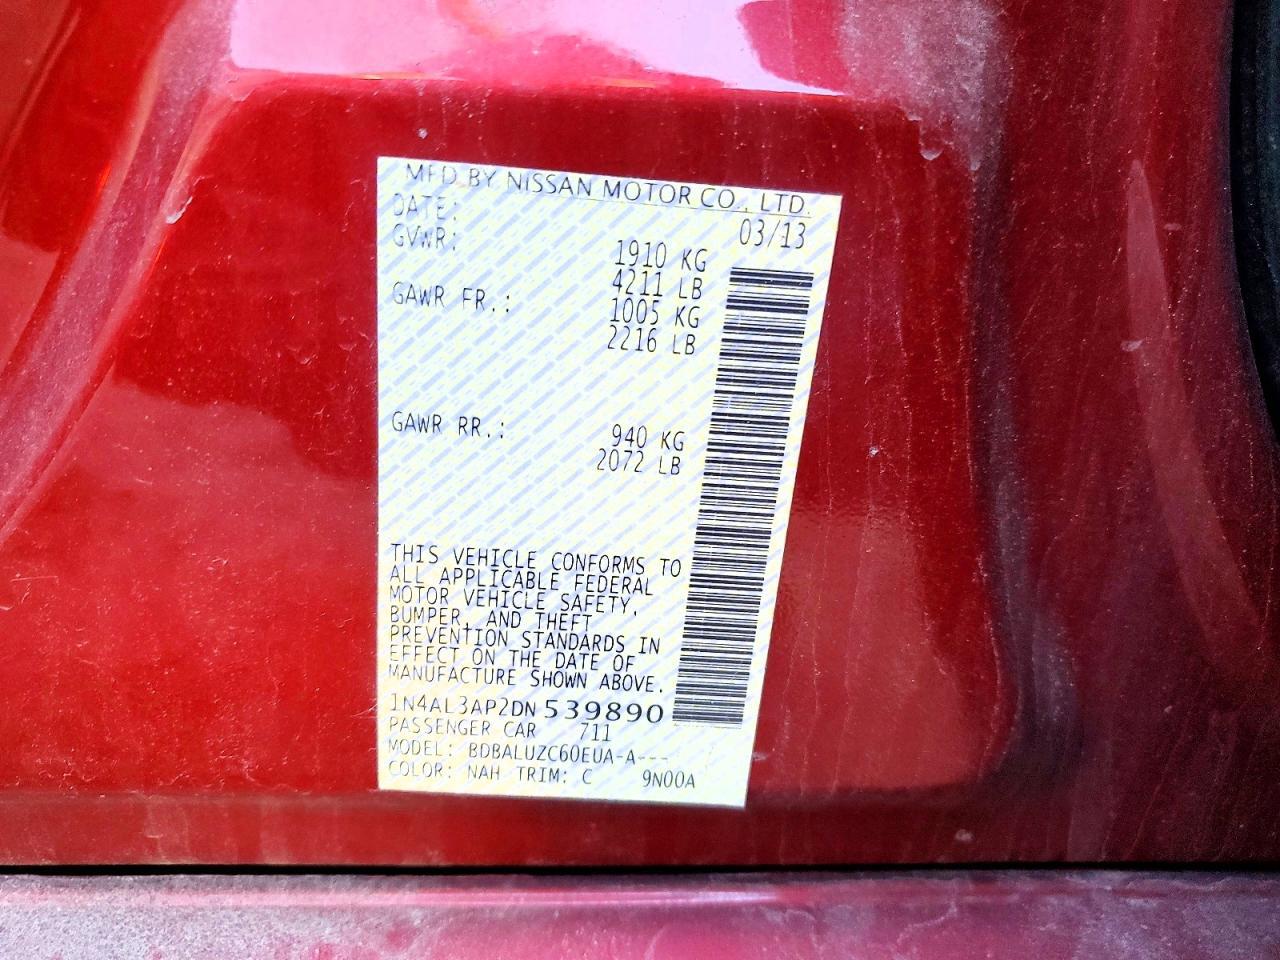 MFD BY NISSAN MOTOR CO., LTD.
DATE: 03/13
GVWR: 1910 KG
4211 LB
GAWR FR.: 1005 KG
2216 LB
GAWR RR.: 940 KG
2072 LB
THIS VEHICLE CONFORMS TO
ALL APPLICABLE FEDERAL
MOTOR VEHICLE SAFETY,
BUMPER, AND THEFT
PREVENTION STANDARDS IN
EFFECT ON THE DATE OF
MANUFACTURE SHOWN ABOVE.
1N4AL3AP2DN539890
PASSENGER CAR 711
MODEL: BDBALUZC60EUA-A---
COLOR: NAH TRIM: C 9N00A